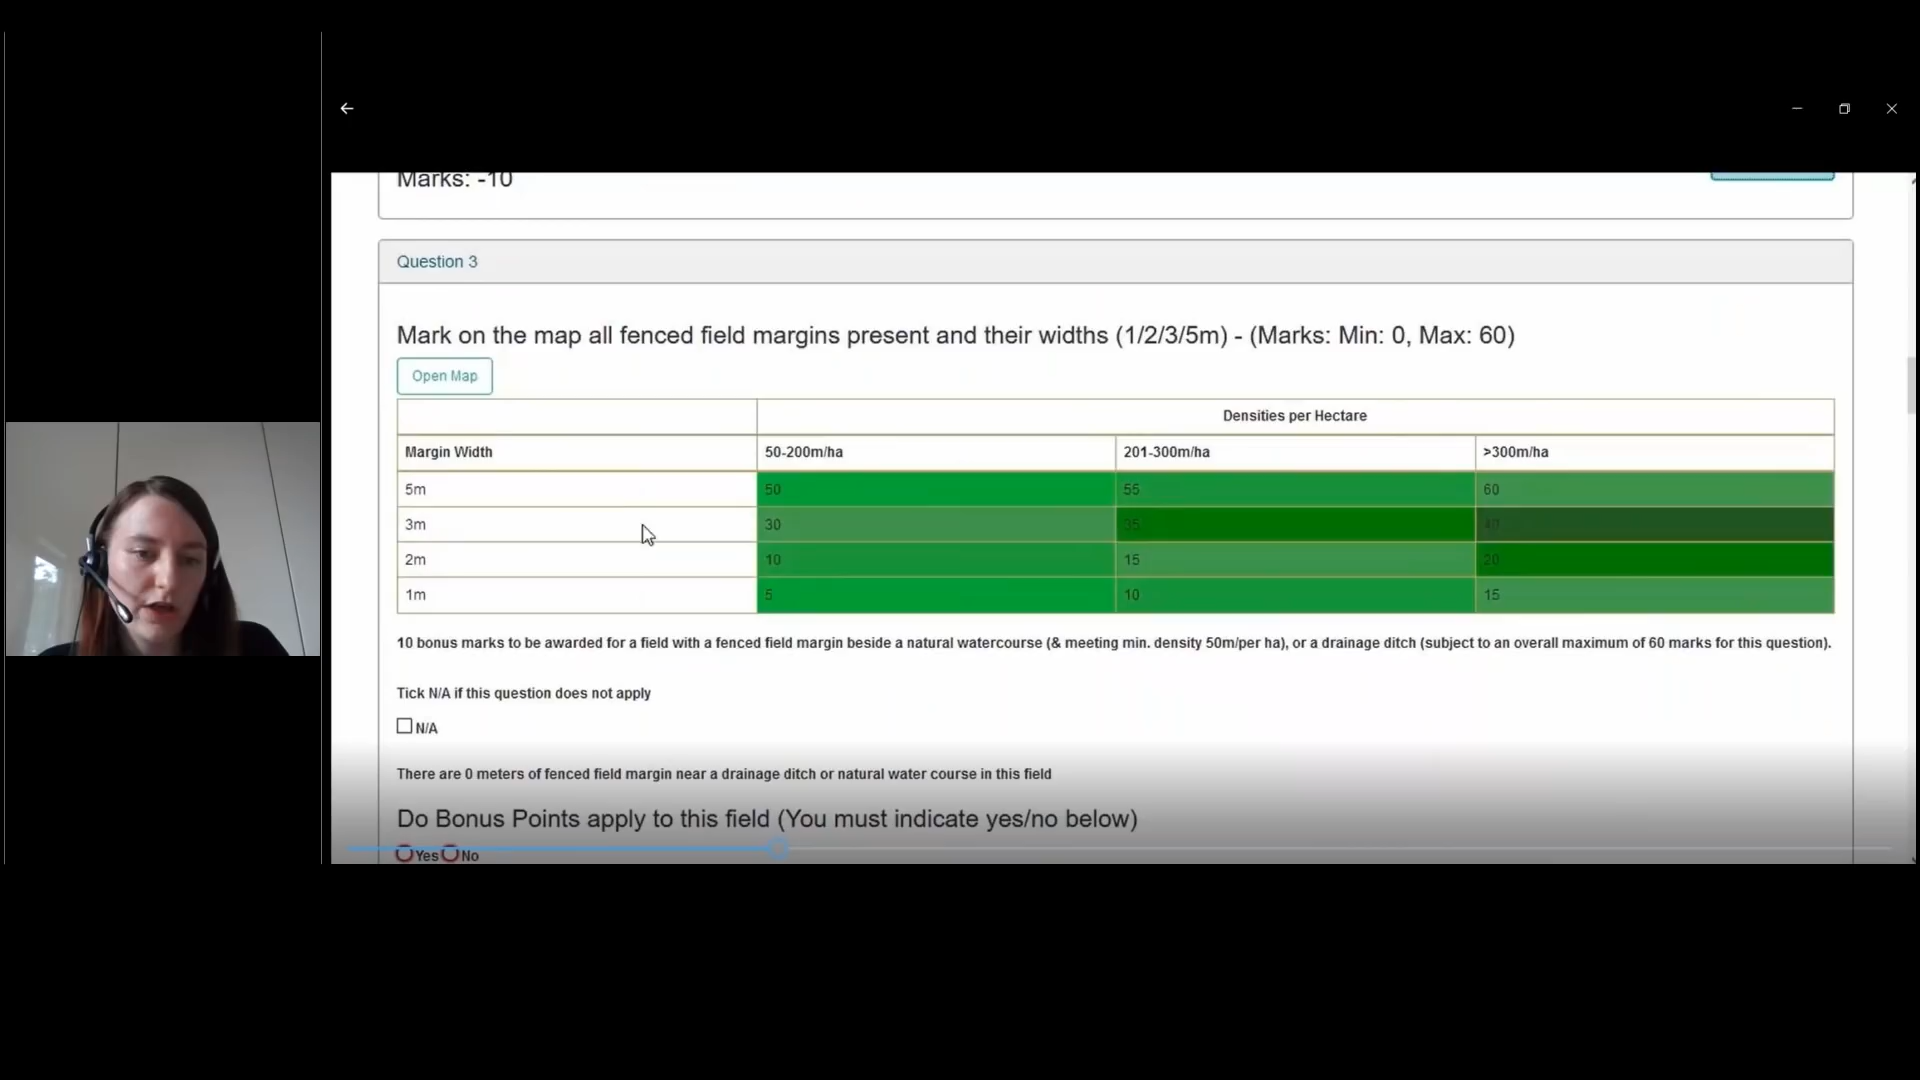 Marks: -10
Question 3
Mark on the map all fenced field margins present and their widths (1/2/3/5m) - (Marks: Min: 0, Max: 60)
Open Map
Densities per Hectare
Margin Width 50-200m/ha 201-300m/ha >300m/ha
5m 50 55 60
3m 30 35 40
2m 10 15 20
1m 5 10 15
10 bonus marks to be awarded for a field with a fenced field margin beside a natural watercourse (& meeting min. density 50m/per ha), or a drainage ditch (subject to an overall maximum of 60 marks for this question).
Tick N/A if this question does not apply
N/A
There are 0 meters of fenced field margin near a drainage ditch or natural water course in this field
Do Bonus Points apply to this field (You must indicate yes/no below)
Yes No